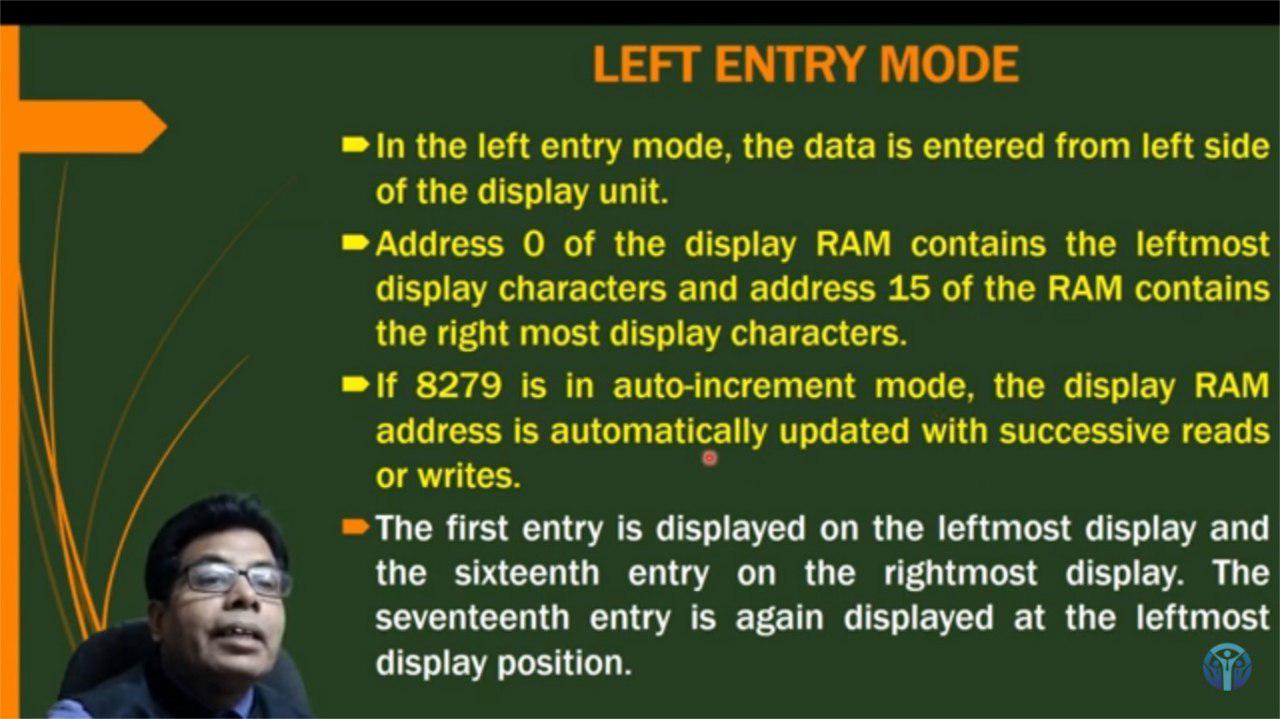 LEFT ENTRY MODE
In the left entry mode, the data is entered from left side
of the display unit.
Address 0 of the display RAM contains the leftmost
display characters and address 15 of the RAM contains
the right most display characters.
If 8279 is in auto-increment mode, the display RAM
address is automatically updated with successive reads
or writes.
The first entry is displayed on the leftmost display and
the sixteenth entry on the rightmost display. The
seventeenth entry is again displayed at the leftmost
display position.